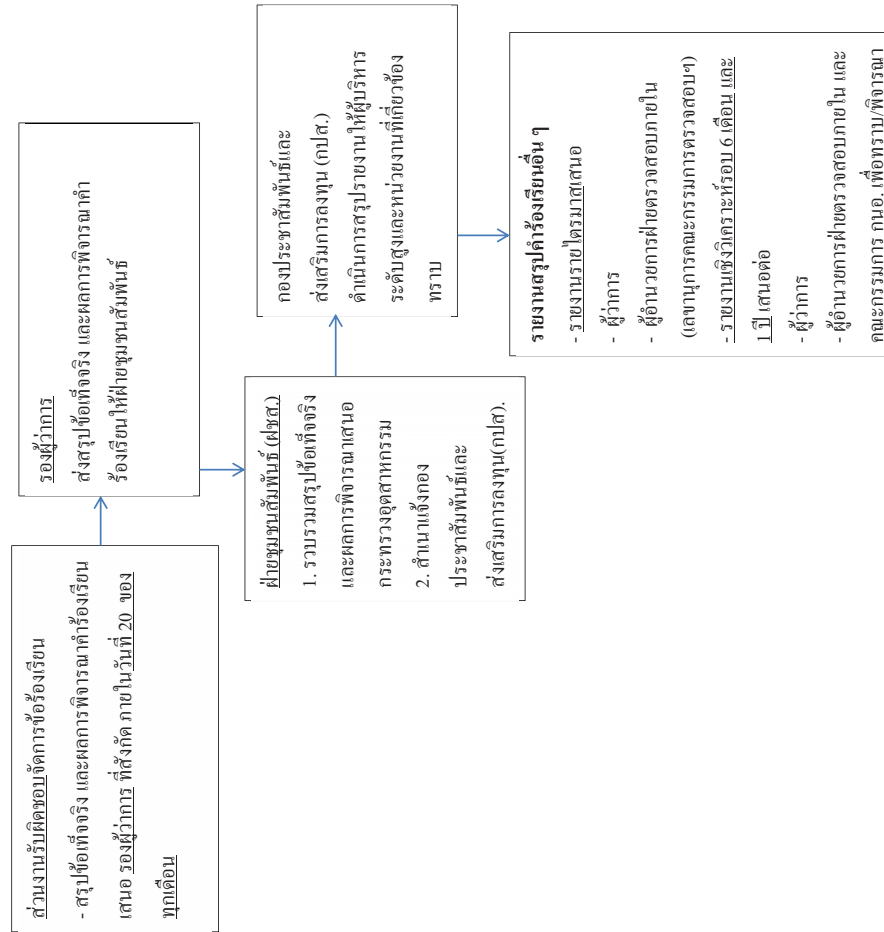 ส่วนงานรับผิดชอบจัดการข้อร้องเรียน
- สรุปข้อเท็จจริง และผลการพิจารณาคำร้องเรียน
เสนอ รองผู้ว่าการ ที่สังกัด ภายในวันที่ 20 ของ
ทุกเดือน
รองผู้ว่าการ
ส่งสรุปข้อเท็จจริง และผลการพิจารณาคำ
ร้องเรียนให้ฝ่ายชุมชนสัมพันธ์
ฝ่ายชุมชนสัมพันธ์ (ฝชส.)
1. รวบรวมสรุปข้อเท็จจริง
และผลการพิจารณาเสนอ
กระทรวงอุตสาหกรรม
2. สำเนาแจ้งกอง
ประชาสัมพันธ์และ
ส่งเสริมการลงทุน(กปส).
กองประชาสัมพันธ์และ
ส่งเสริมการลงทุน (กปส.)
ดำเนินการสรุปรายงานให้ผู้บริหาร
ระดับสูงและหน่วยงานที่เกี่ยวข้อง
ทราบ
รายงานสรุปคำร้องเรียนอื่น ๆ
- รายงานรายไตรมาสเสนอ
- ผู้ว่าการ
- ผู้อำนวยการฝ่ายตรวจสอบภายใน
(เลขานุการคณะกรรมการตรวจสอบฯ)
- รายงานเชิงวิเคราะห์รอบ 6 เดือน และ
1 ปี เสนอต่อ
- ผู้ว่าการ
- ผู้อำนวยการฝ่ายตรวจสอบภายใน และ
คณะกรรมการ กนอ. เพื่อทราบ/พิจารณา